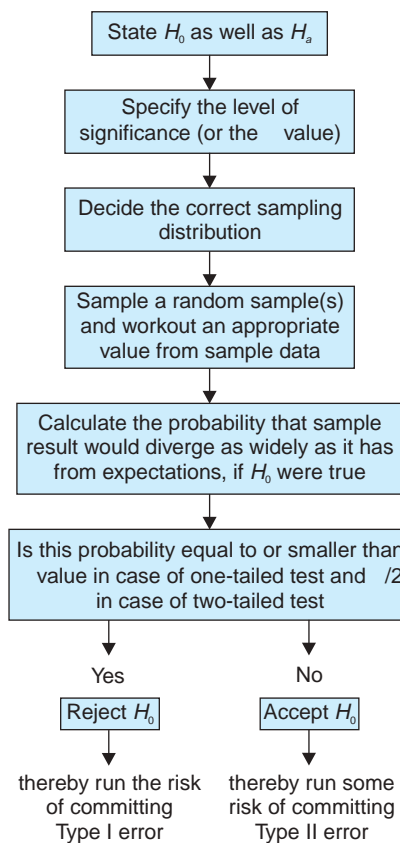 State H₀ as well as Hₐ
Specify the level of
significance (or the value)
Decide the correct sampling
distribution
Sample a random sample(s)
and workout an appropriate
value from sample data
Calculate the probability that sample
result would diverge as widely as it has
from expectations, if H₀ were true
Is this probability equal to or smaller than
value in case of one-tailed test and /2
in case of two-tailed test
Yes
No
Reject H₀
Accept H₀
thereby run the risk
of committing
Type I error
thereby run some
risk of committing
Type II error